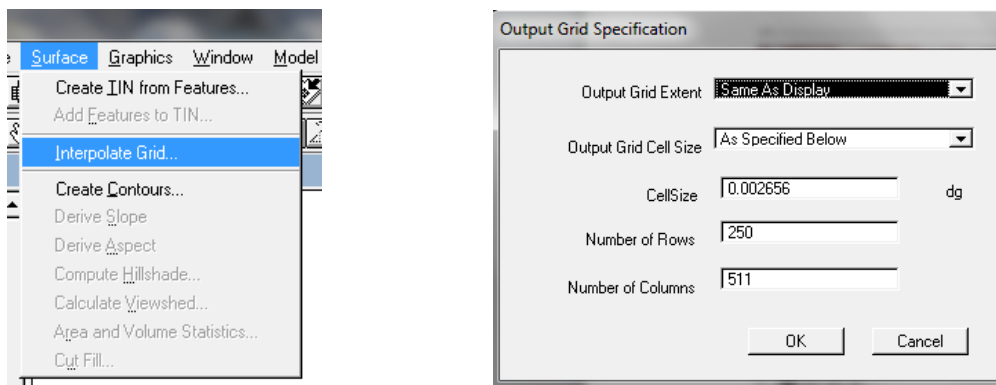 Surface Graphics Window Model
Create TIN from Features...
Add Features to TIN...
Interpolate Grid...
Create Contours...
Derive Slope
Derive Aspect
Compute Hillshade...
Calculate Viewshed...
Area and Volume Statistics...
Cut Fill...
Output Grid Specification
Output Grid Extent Same As Display
Output Grid Cell Size As Specified Below
CellSize 0.002656 dg
Number of Rows 250
Number of Columns 511
OK Cancel